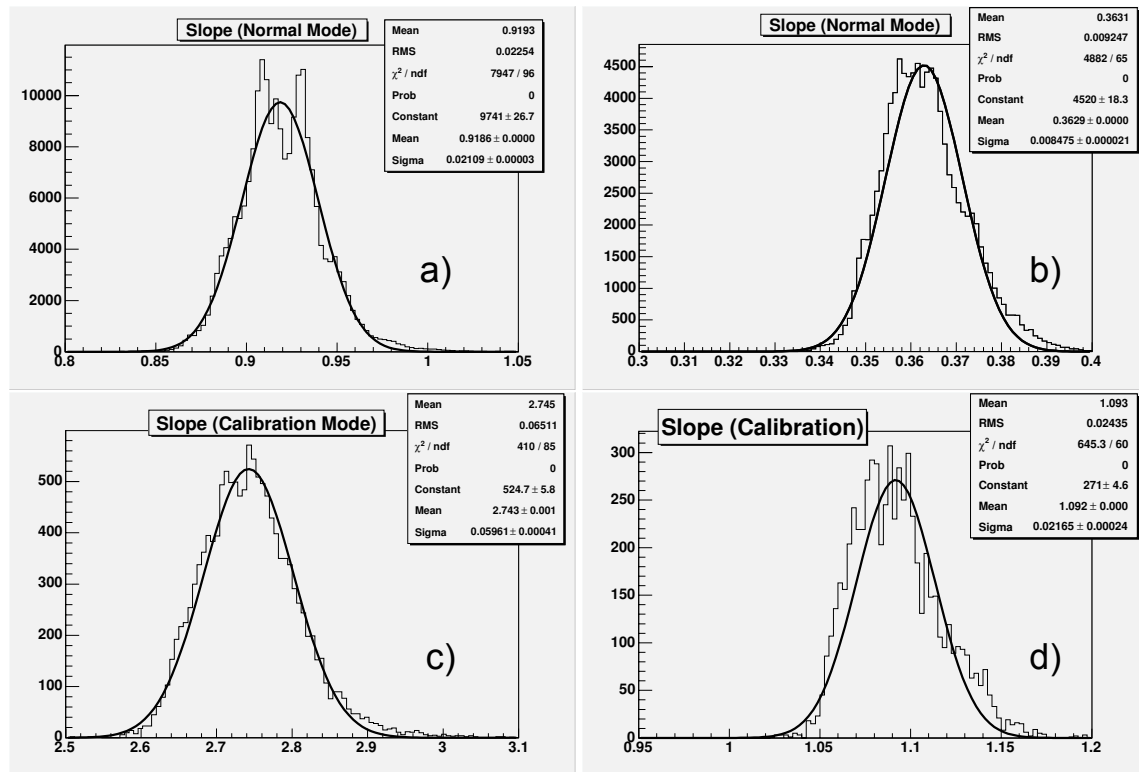 Slope (Normal Mode)
Mean 0.9193
RMS 0.02254
χ² / ndf 7947 / 96
Prob 0
Constant 9741 ± 26.7
Mean 0.9186 ± 0.0000
Sigma 0.02109 ± 0.00003
10000
8000
6000
4000
2000
0
0.8 0.85 0.9 0.95 1 1.05
a)
Slope (Normal Mode)
Mean 0.3631
RMS 0.009247
χ² / ndf 4882 / 65
Prob 0
Constant 4520 ± 18.3
Mean 0.3629 ± 0.0000
Sigma 0.008475 ± 0.000021
4500
4000
3500
3000
2500
2000
1500
1000
500
0
0.3 0.31 0.32 0.33 0.34 0.35 0.36 0.37 0.38 0.39 0.4
b)
Slope (Calibration Mode)
Mean 2.745
RMS 0.06511
χ² / ndf 410 / 85
Prob 0
Constant 524.7 ± 5.8
Mean 2.743 ± 0.001
Sigma 0.05961 ± 0.00041
500
400
300
200
100
0
2.5 2.6 2.7 2.8 2.9 3 3.1
c)
Slope (Calibration)
Mean 1.093
RMS 0.02435
χ² / ndf 645.3 / 60
Prob 0
Constant 271 ± 4.6
Mean 1.092 ± 0.000
Sigma 0.02165 ± 0.00024
300
250
200
150
100
50
0
0.95 1 1.05 1.1 1.15 1.2
d)